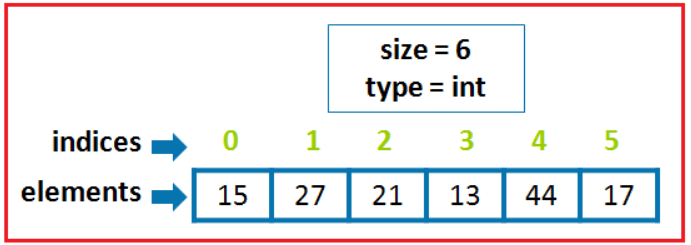 size = 6
type = int
indices 0 1 2 3 4 5
elements 15 27 21 13 44 17